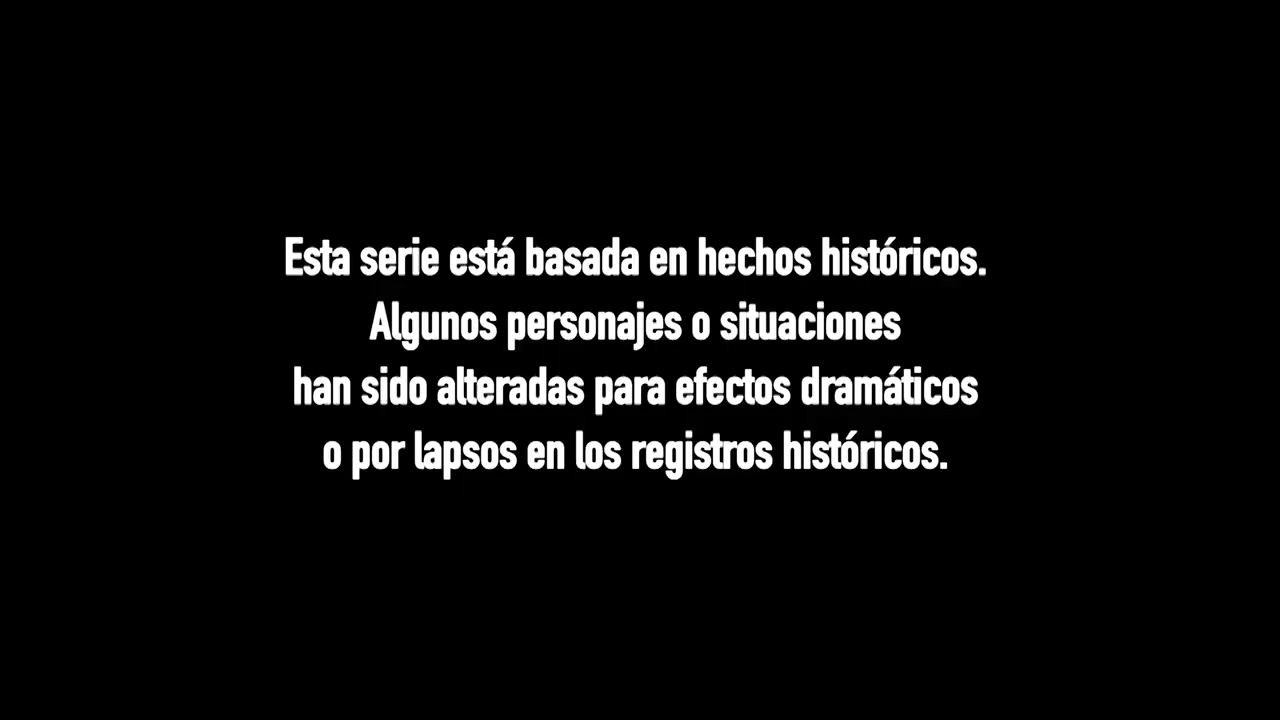 Esta serie está basada en hechos históricos.
Algunos personajes o situaciones
han sido alteradas para efectos dramáticos
o por lapsos en los registros históricos.